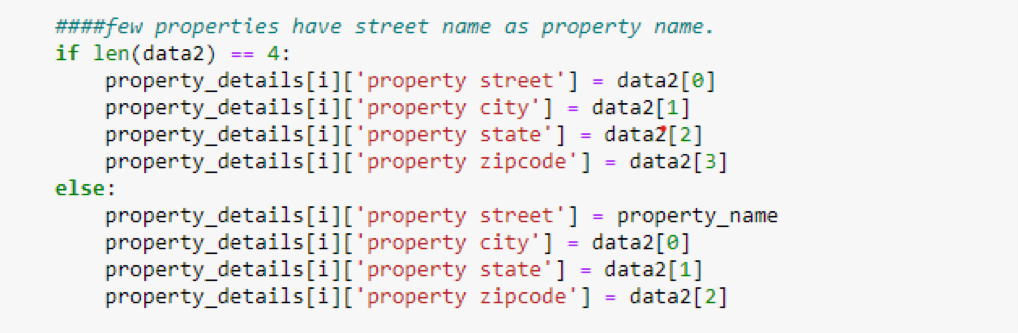 ####few properties have street name as property name.
if len(data2) == 4:
    property_details[i]['property street'] = data2[0]
    property_details[i]['property city'] = data2[1]
    property_details[i]['property state'] = data2[2]
    property_details[i]['property zipcode'] = data2[3]
else:
    property_details[i]['property street'] = property_name
    property_details[i]['property city'] = data2[0]
    property_details[i]['property state'] = data2[1]
    property_details[i]['property zipcode'] = data2[2]